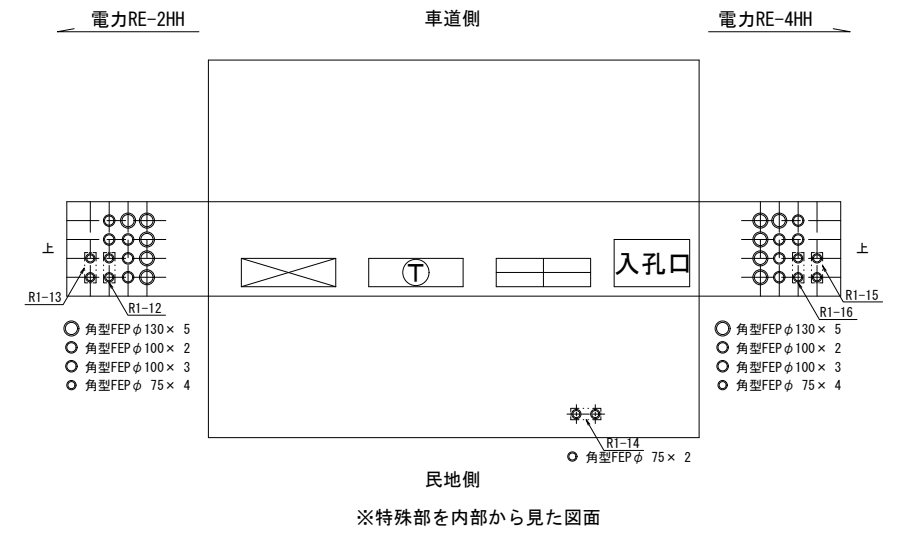 電力RE-2HH
車道側
電力RE-4HH
上
上
入孔口
T
R1-13
R1-12
R1-15
R1-16
角型FEPφ130× 5
角型FEPφ100× 2
角型FEPφ100× 3
角型FEPφ 75× 4
角型FEPφ130× 5
角型FEPφ100× 2
角型FEPφ100× 3
角型FEPφ 75× 4
R1-14
角型FEPφ 75× 2
民地側
※特殊部を内部から見た図面